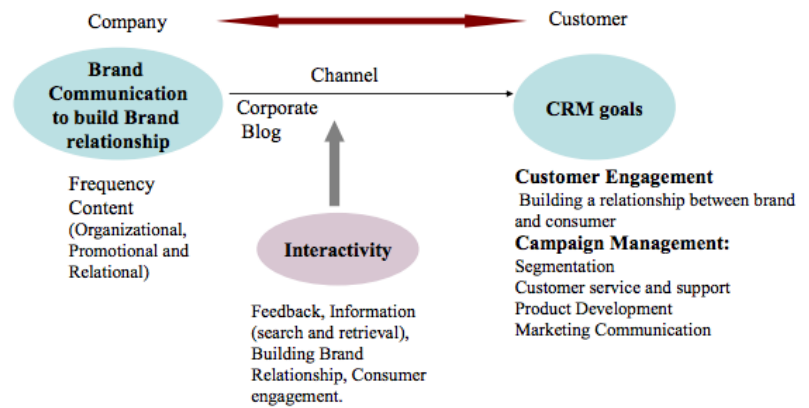 Company
Customer
Brand
Communication
to build Brand
relationship
Channel
Corporate
Blog
CRM goals
Frequency
Content
(Organizational,
Promotional and
Relational)
Interactivity
Feedback, Information
(search and retrieval),
Building Brand
Relationship, Consumer
engagement.
Customer Engagement
Building a relationship between brand
and consumer
Campaign Management:
Segmentation
Customer service and support
Product Development
Marketing Communication